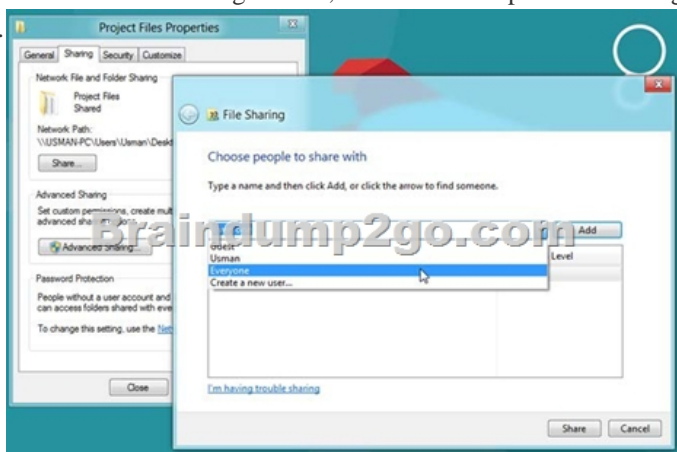 Project Files Properties
General Sharing Security Customize
Network File and Folder Sharing
Project Files
Shared
Network Path:
\\USMAN-PC\Users\Usman\Deskt
Share...
Advanced Sharing
Set custom permissions, create mult
advanced sha
Advanced Sharing...
Password Protection
People without a user account and
can access folders shared with eve
To change this setting, use the Net
Close
File Sharing
Choose people to share with
Type a name and then click Add, or click the arrow to find someone.
Add
Guest
Usman
Everyone
Create a new user...
Level
I'm having trouble sharing
Share Cancel
Braindump2go.com